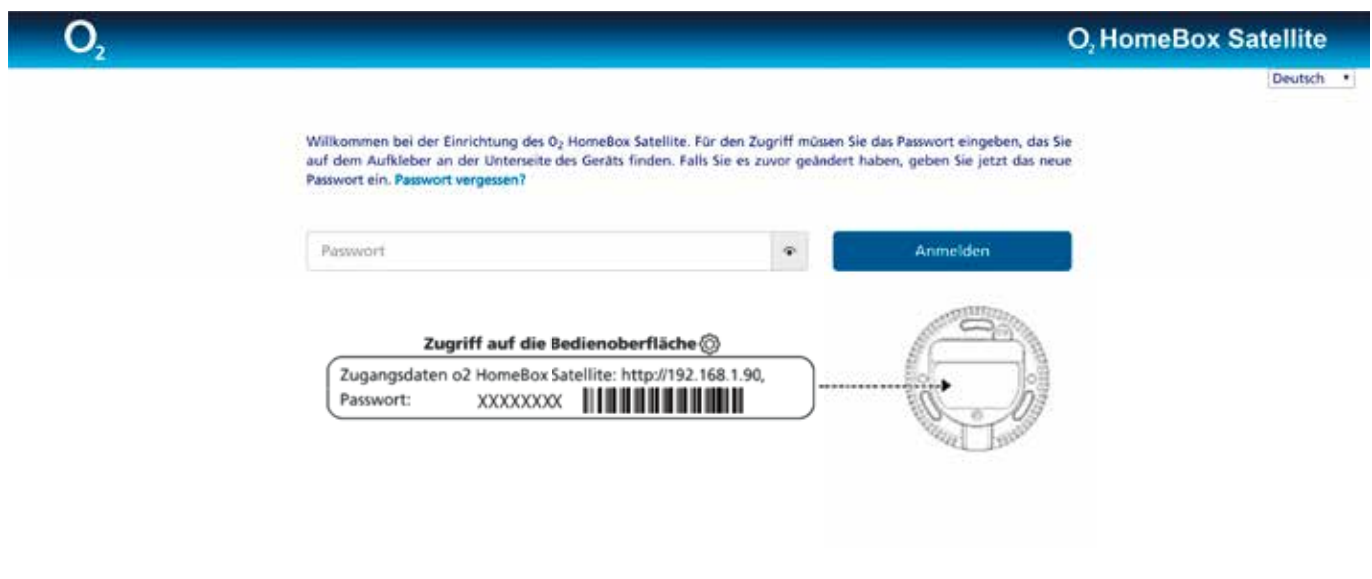 O2
O2 HomeBox Satellite
Deutsch
Willkommen bei der Einrichtung des O2 HomeBox Satellite. Für den Zugriff müssen Sie das Passwort eingeben, das Sie
auf dem Aufkleber an der Unterseite des Geräts finden. Falls Sie es zuvor geändert haben, geben Sie jetzt das neue
Passwort ein. Passwort vergessen?
Passwort
Anmelden
Zugriff auf die Bedienoberfläche
Zugangsdaten o2 HomeBox Satellite: http://192.168.1.90,
Passwort: XXXXXXXX